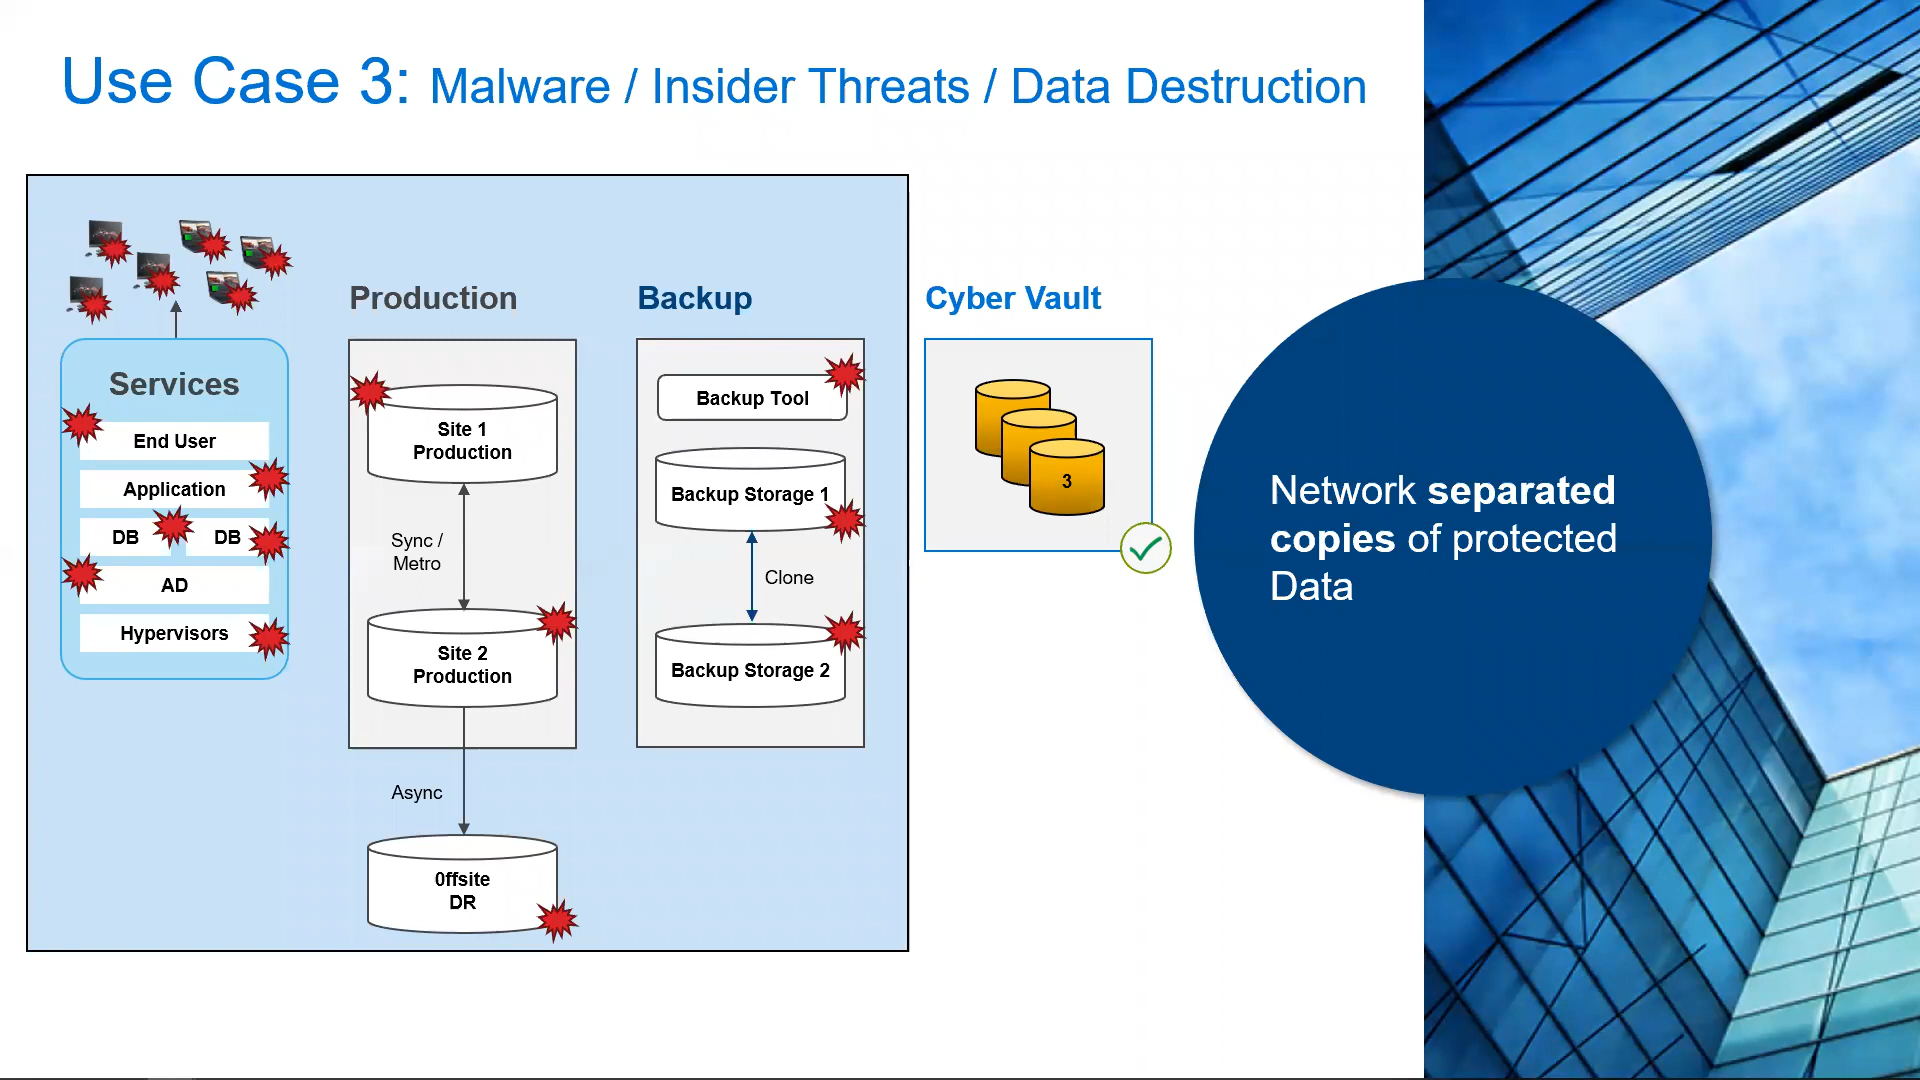 Use Case 3: Malware / Insider Threats / Data Destruction
Services
End User
Application
DB
DB
AD
Hypervisors
Production
Site 1
Production
Sync /
Metro
Site 2
Production
Async
0ffsite
DR
Backup
Backup Tool
Backup Storage 1
Clone
Backup Storage 2
Cyber Vault
3
Network separated
copies of protected
Data